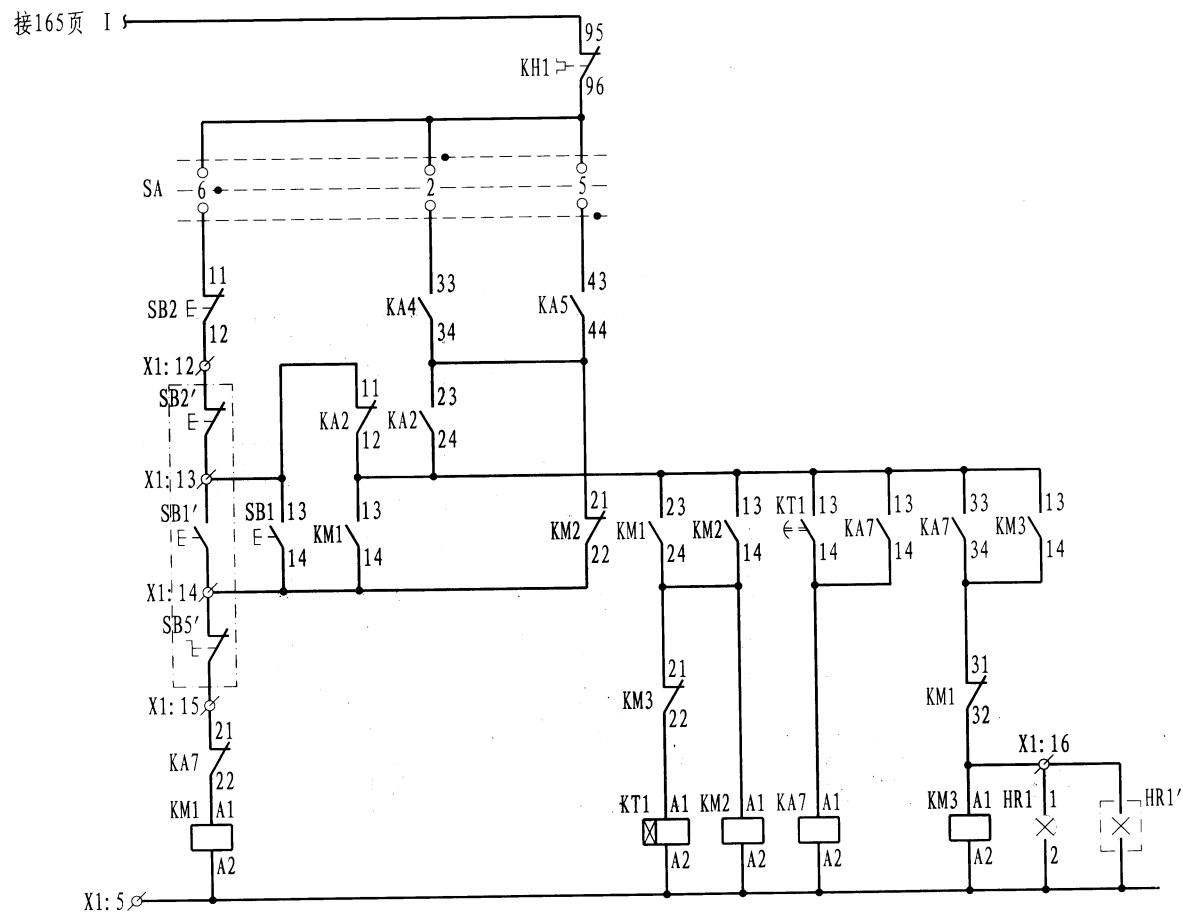 接165页 I
95
KH1
96
SA 6 2 5
11 33 43
SB2 KA4 KA5
12 34 44
X1:12
SB2′ 11 23
KA2 KA2
12 24
X1:13
SB1′ SB1 13 13 21 23 13 KT1 13 13 33 13
KM1 KM2 KM1 KM2 KA7 KA7 KM3
14 14 22 24 14 14 14 34 14
X1:14
SB5′
21 31
KM3 KM1
22 32
X1:15
21
KA7 X1:16
22
KM1 A1 KT1 A1 KM2 A1 KA7 A1 KM3 A1 HR1 1 HR1′
A2 A2 A2 A2 A2 2
X1:5